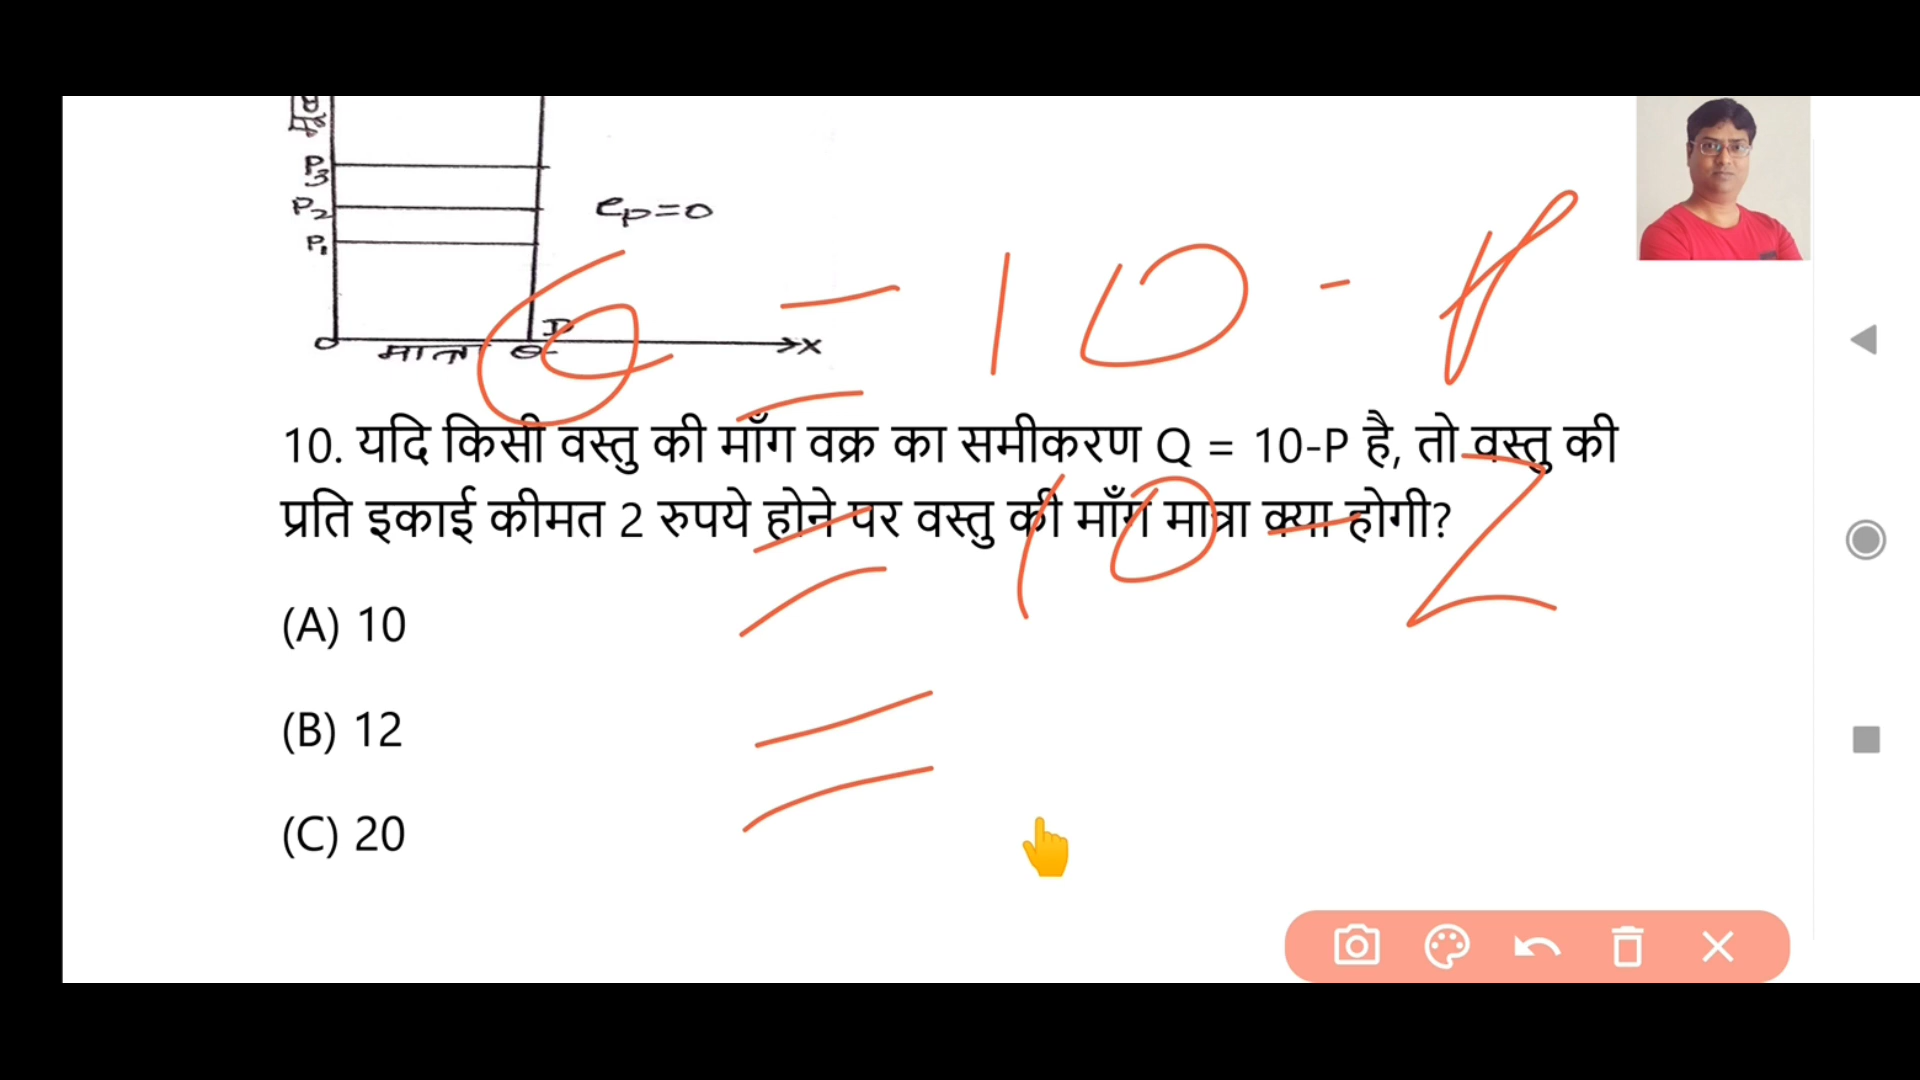 P3
P2
P1
ep=0
D
O
मात्रा
Q
X
Q = 10 - P
10. यदि किसी वस्तु की माँग वक्र का समीकरण Q = 10-P है, तो वस्तु की
प्रति इकाई कीमत 2 रुपये होने पर वस्तु की माँग मात्रा क्या होगी?
= 10 - 2
(A) 10
(B) 12
=
(C) 20